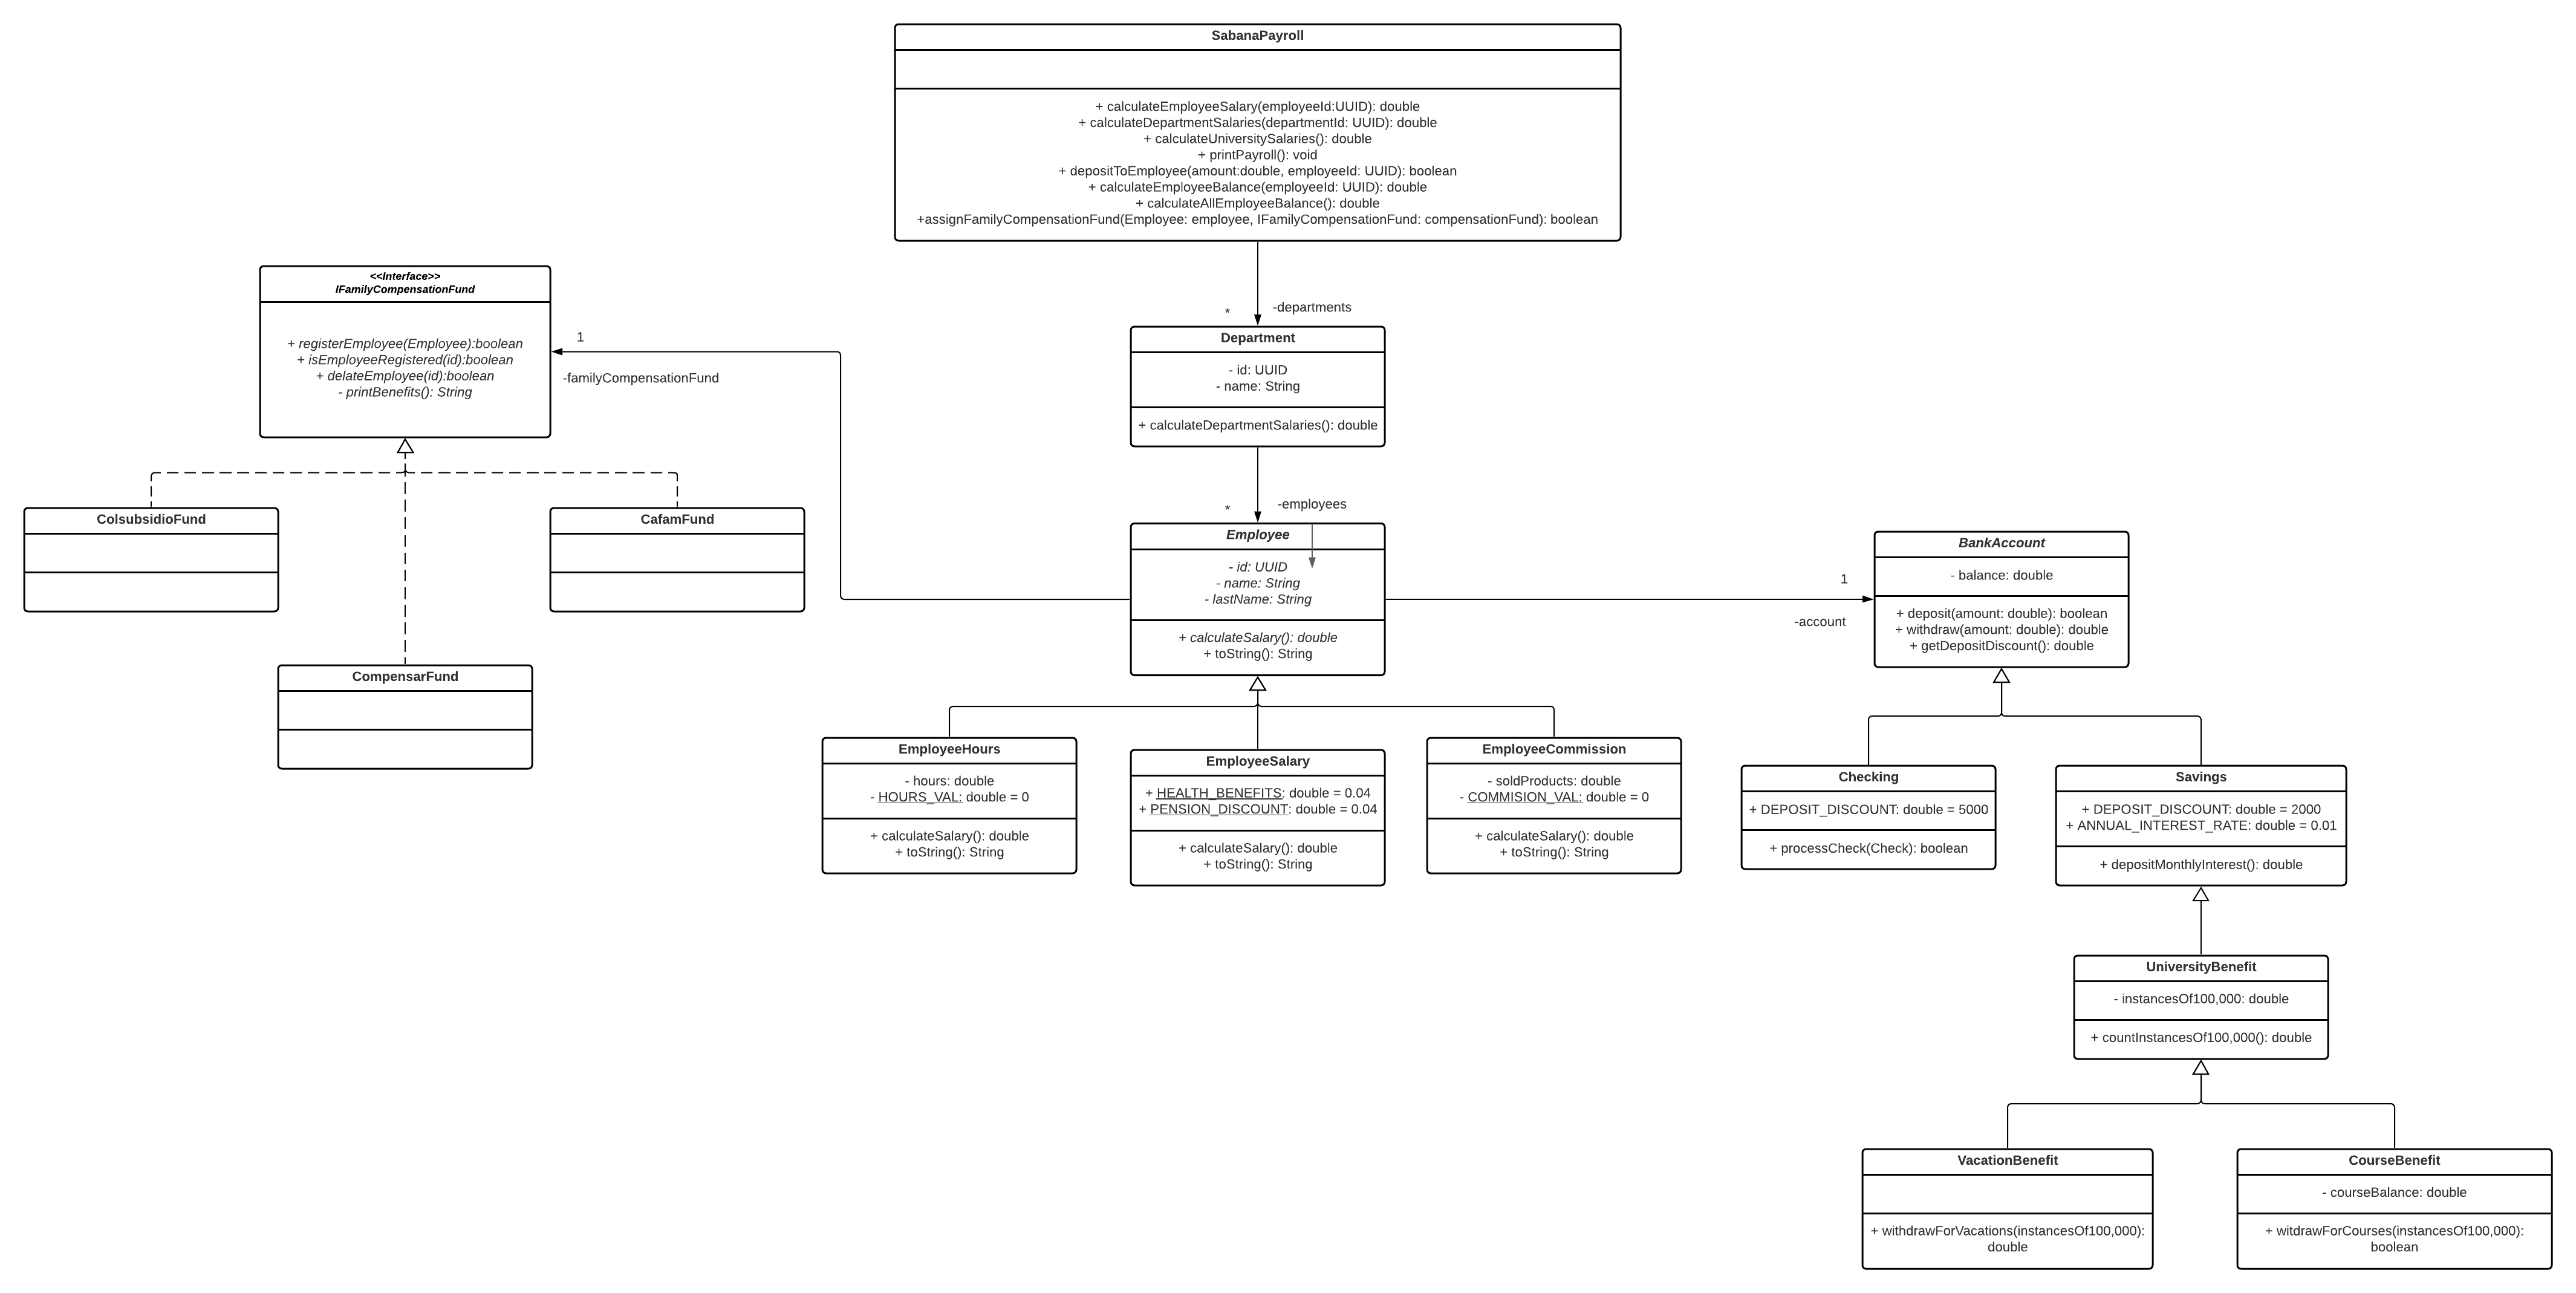 SabanaPayroll
+ calculateEmployeeSalary(employeeId:UUID): double
+ calculateDepartmentSalaries(departmentId: UUID): double
+ calculateUniversitySalaries(): double
+ printPayroll(): void
+ depositToEmployee(amount:double, employeeId: UUID): boolean
+ calculateEmployeeBalance(employeeId: UUID): double
+ calculateAllEmployeeBalance(): double
+assignFamilyCompensationFund(Employee: employee, IFamilyCompensationFund: compensationFund): boolean
<<Interface>>
IFamilyCompensationFund
+ registerEmployee(Employee):boolean
+ isEmployeeRegistered(id):boolean
+ delateEmployee(id):boolean
- printBenefits(): String
1
-familyCompensationFund
* -departments
Department
- id: UUID
- name: String
+ calculateDepartmentSalaries(): double
* -employees
ColsubsidioFund
CafamFund
CompensarFund
Employee
- id: UUID
- name: String
- lastName: String
+ calculateSalary(): double
+ toString(): String
1
-account
BankAccount
- balance: double
+ deposit(amount: double): boolean
+ withdraw(amount: double): double
+ getDepositDiscount(): double
EmployeeHours
- hours: double
- HOURS_VAL: double = 0
+ calculateSalary(): double
+ toString(): String
EmployeeSalary
+ HEALTH_BENEFITS: double = 0.04
+ PENSION_DISCOUNT: double = 0.04
+ calculateSalary(): double
+ toString(): String
EmployeeCommission
- soldProducts: double
- COMMISION_VAL: double = 0
+ calculateSalary(): double
+ toString(): String
Checking
+ DEPOSIT_DISCOUNT: double = 5000
+ processCheck(Check): boolean
Savings
+ DEPOSIT_DISCOUNT: double = 2000
+ ANNUAL_INTEREST_RATE: double = 0.01
+ depositMonthlyInterest(): double
UniversityBenefit
- instancesOf100,000: double
+ countInstancesOf100,000(): double
VacationBenefit
+ withdrawForVacations(instancesOf100,000):
double
CourseBenefit
- courseBalance: double
+ witdrawForCourses(instancesOf100,000):
boolean